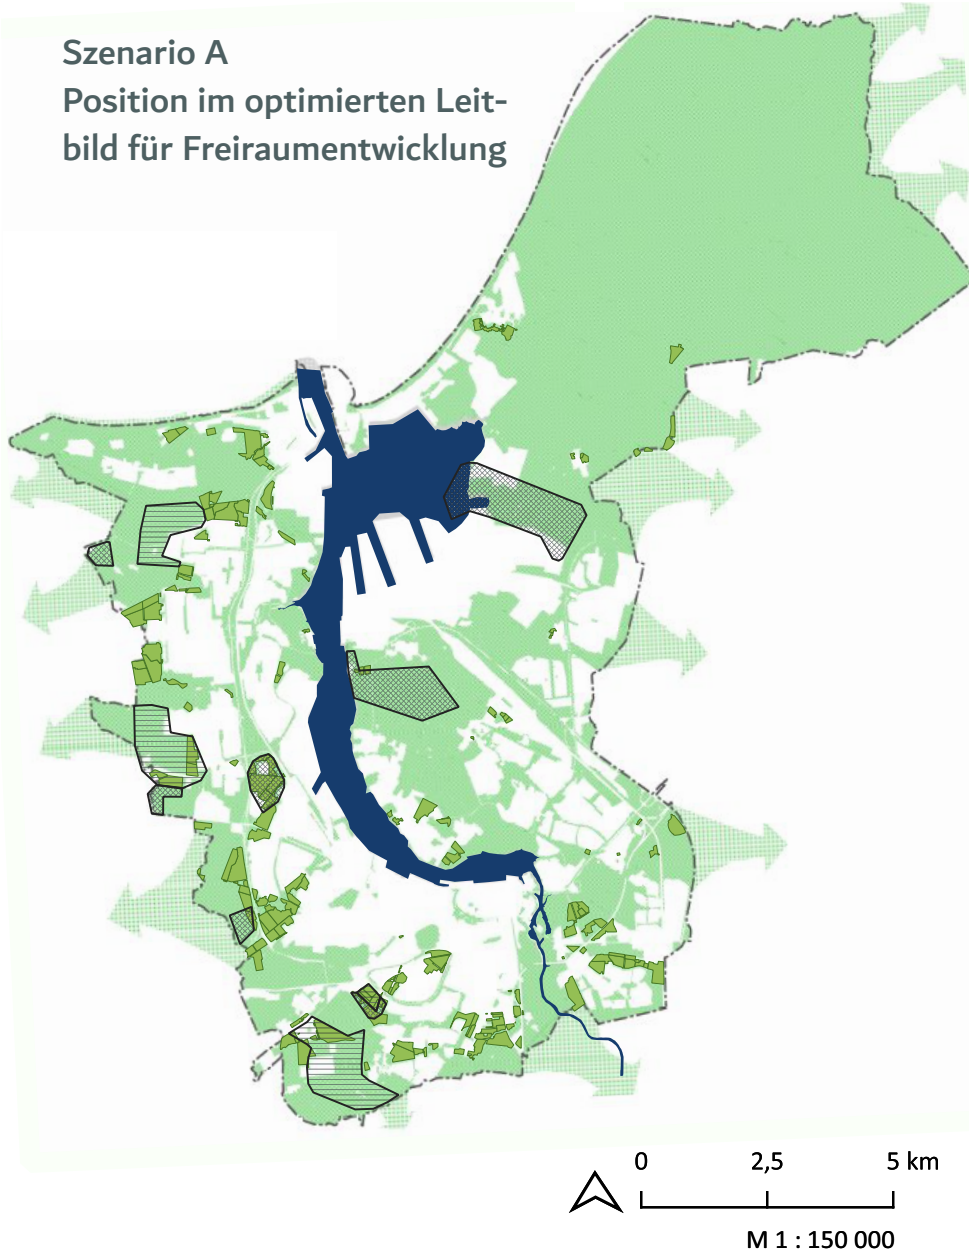 Szenario A
Position im optimierten Leit-
bild für Freiraumentwicklung
0 2,5 5 km
M 1 : 150 000